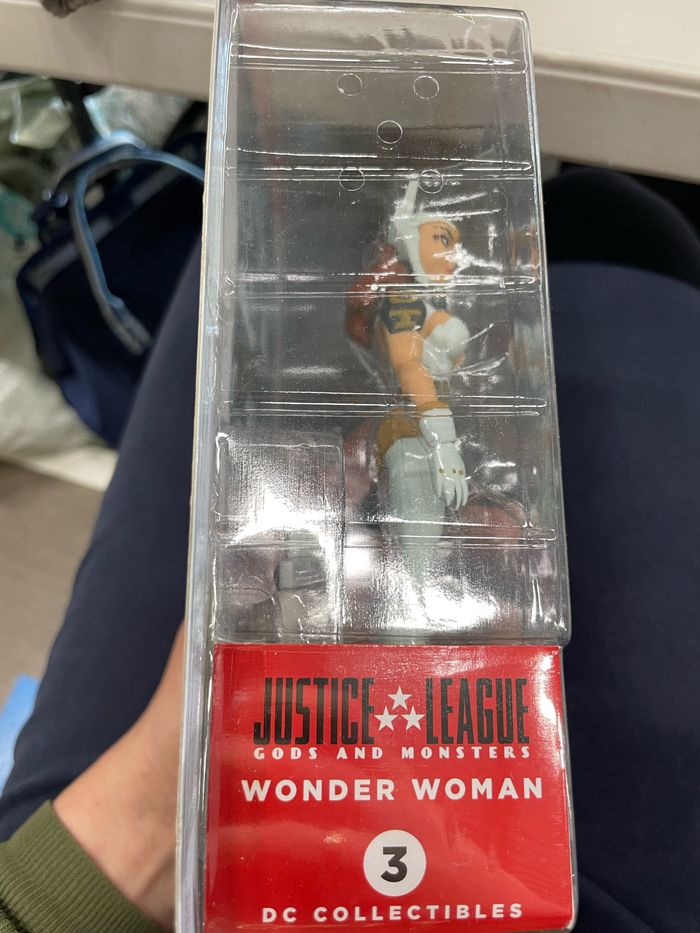 JUSTICE LEAGUE
GODS AND MONSTERS
WONDER WOMAN
3
DC COLLECTIBLES